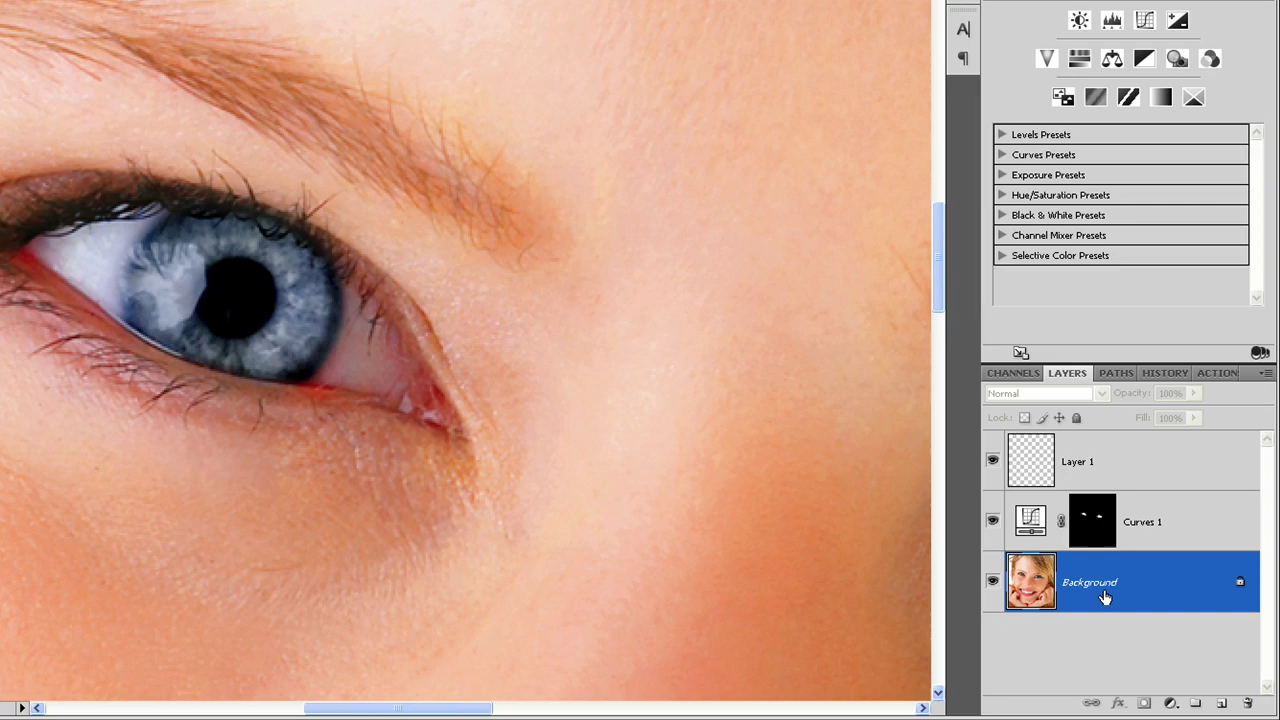 A
Levels Presets
Curves Presets
Exposure Presets
Hue/Saturation Presets
Black & White Presets
Channel Mixer Presets
Selective Color Presets
CHANNELS LAYERS PATHS HISTORY ACTION
Normal Opacity: 100%
Lock: Fill: 100%
Layer 1
Curves 1
Background
fx